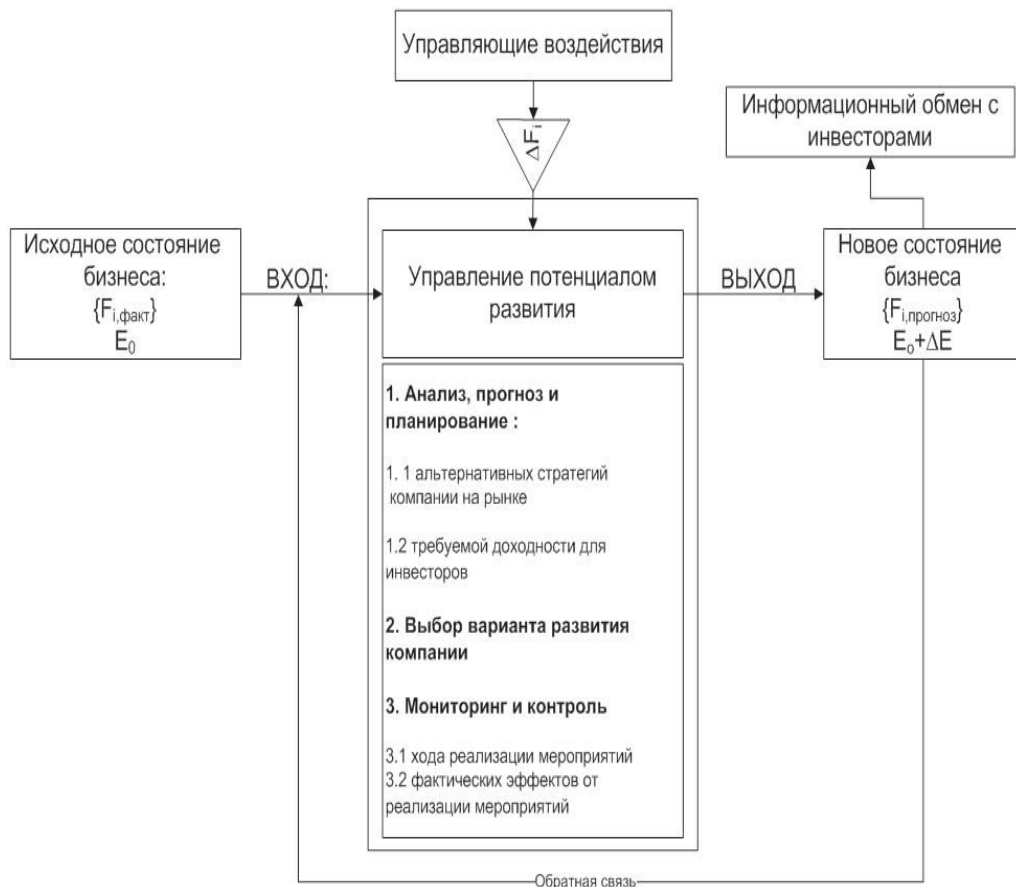 Управляющие воздействия
ΔFᵢ
Информационный обмен с
инвесторами
Исходное состояние
бизнеса:
{Fᵢ,факт}
E₀
ВХОД:
Управление потенциалом
развития
ВЫХОД
Новое состояние
бизнеса
{Fᵢ,прогноз}
Eₒ+ΔE
1. Анализ, прогноз и
планирование :
1. 1 альтернативных стратегий
компании на рынке
1.2 требуемой доходности для
инвесторов
2. Выбор варианта развития
компании
3. Мониторинг и контроль
3.1 хода реализации мероприятий
3.2 фактических эффектов от
реализации мероприятий
Обратная связь